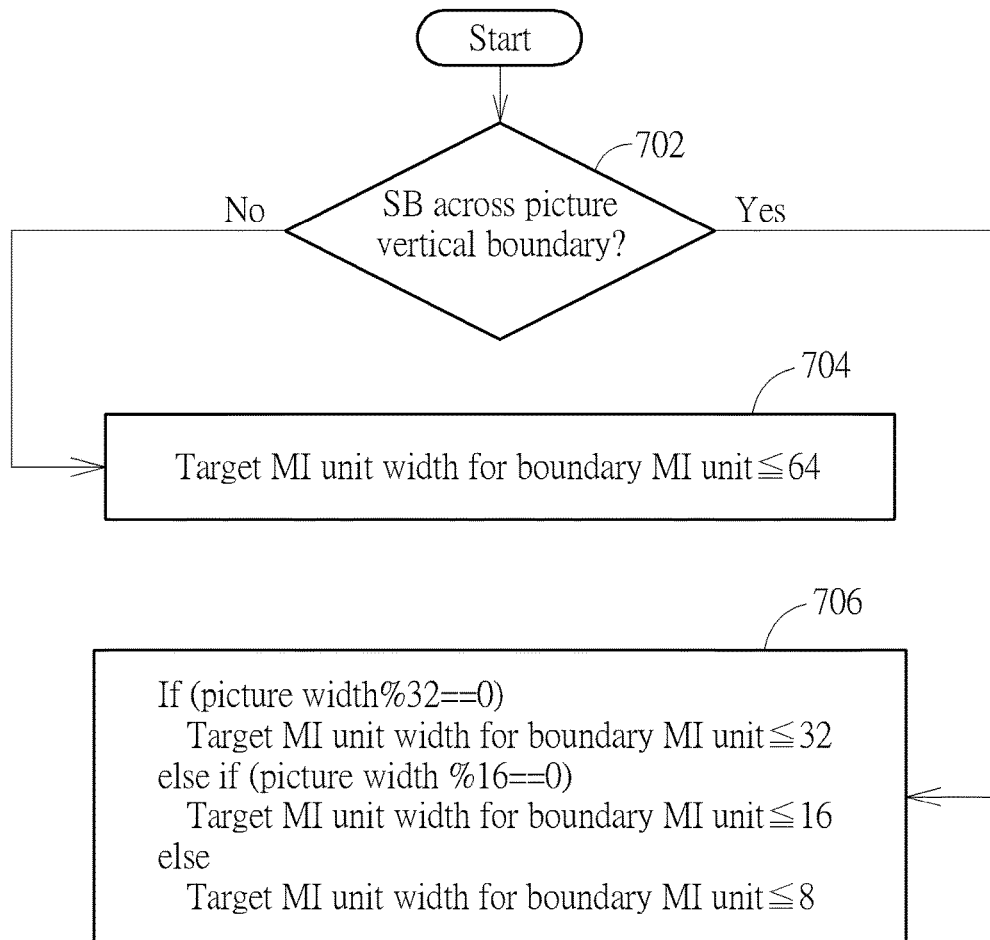 Start
702
SB across picture
vertical boundary?
No
Yes
704
Target MI unit width for boundary MI unit≦64
706
If (picture width%32==0)
Target MI unit width for boundary MI unit≦32
else if (picture width %16==0)
Target MI unit width for boundary MI unit≦16
else
Target MI unit width for boundary MI unit≦8